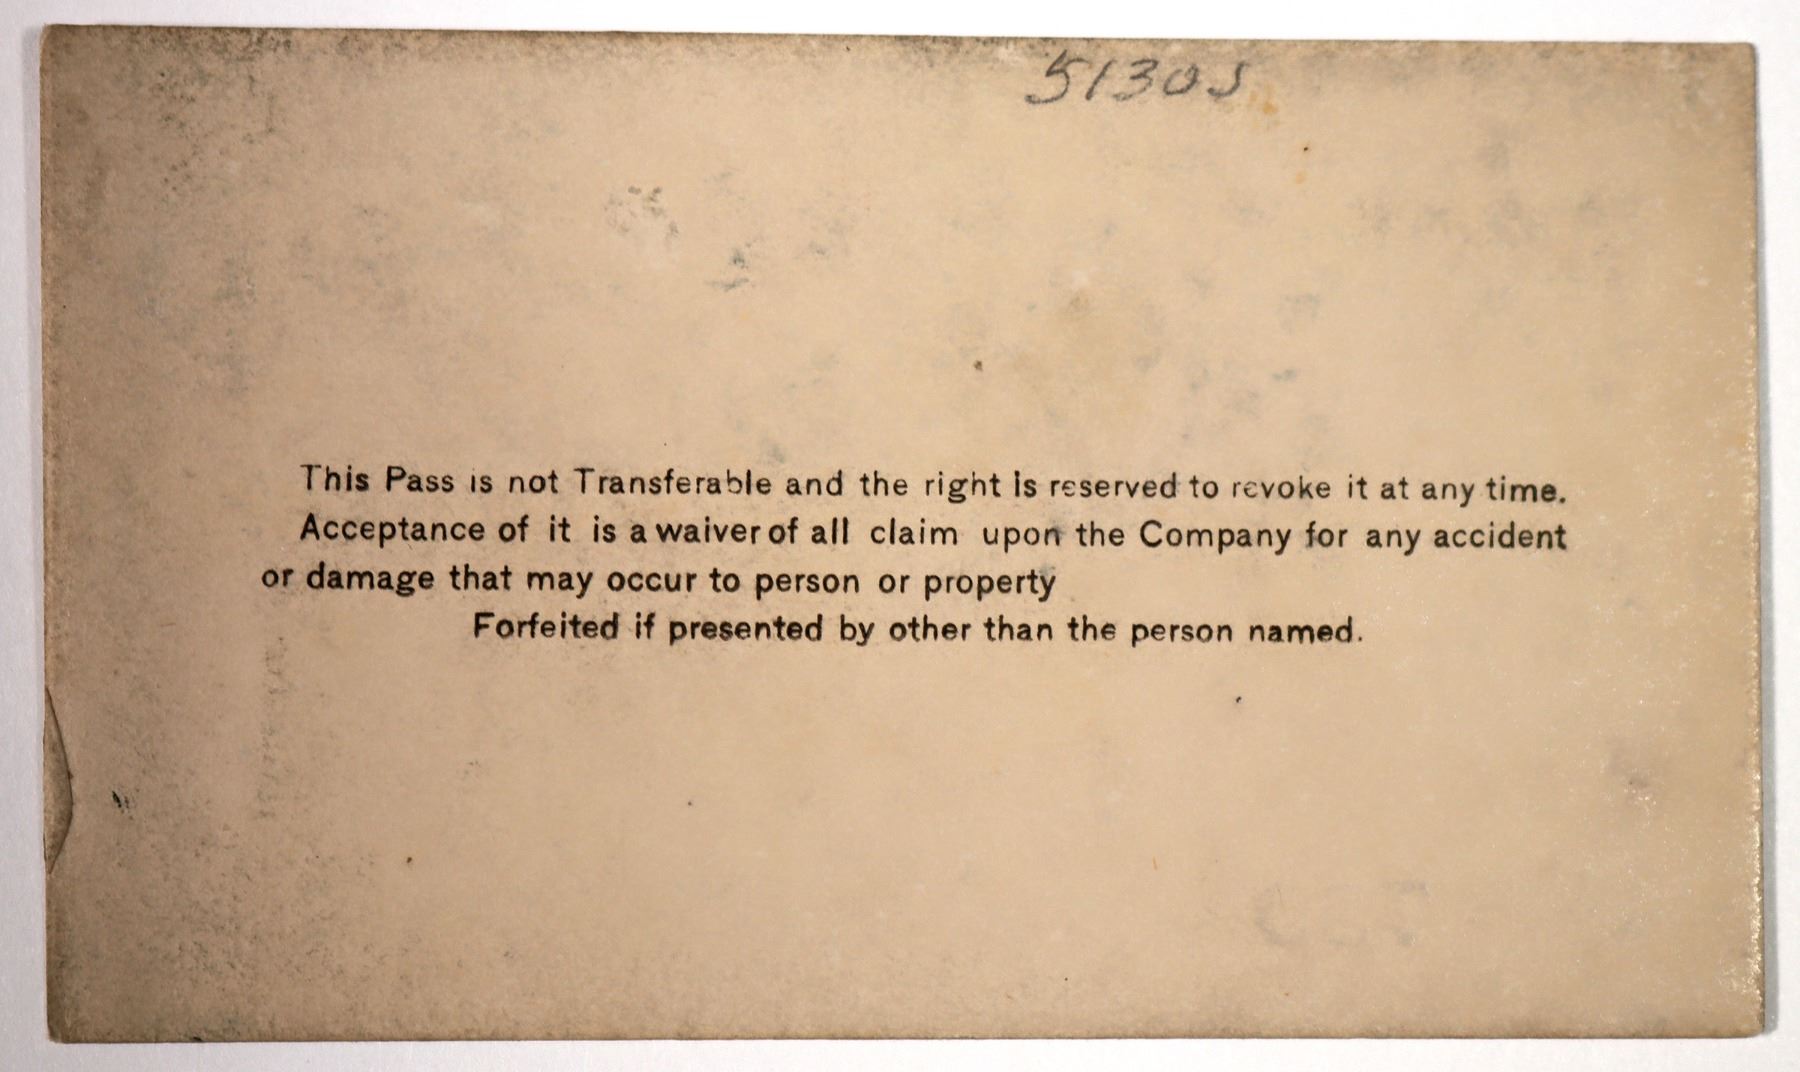 51305
This Pass is not Transferable and the right is reserved to revoke it at any time.
Acceptance of it is a waiver of all claim upon the Company for any accident
or damage that may occur to person or property
Forfeited if presented by other than the person named.